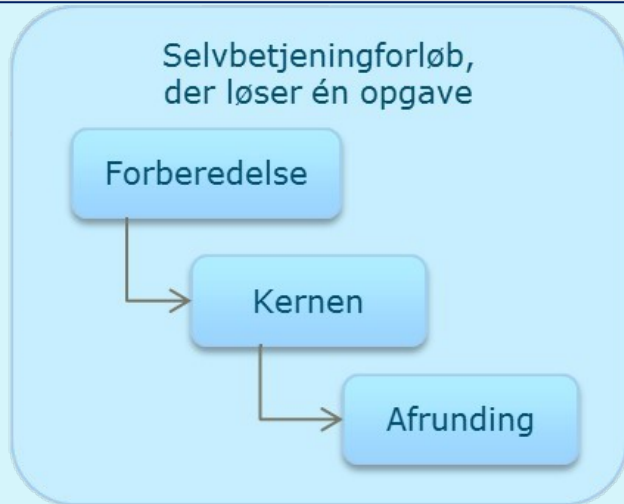 Selvbetjeningforløb,
der løser én opgave
Forberedelse
Kernen
Afrunding